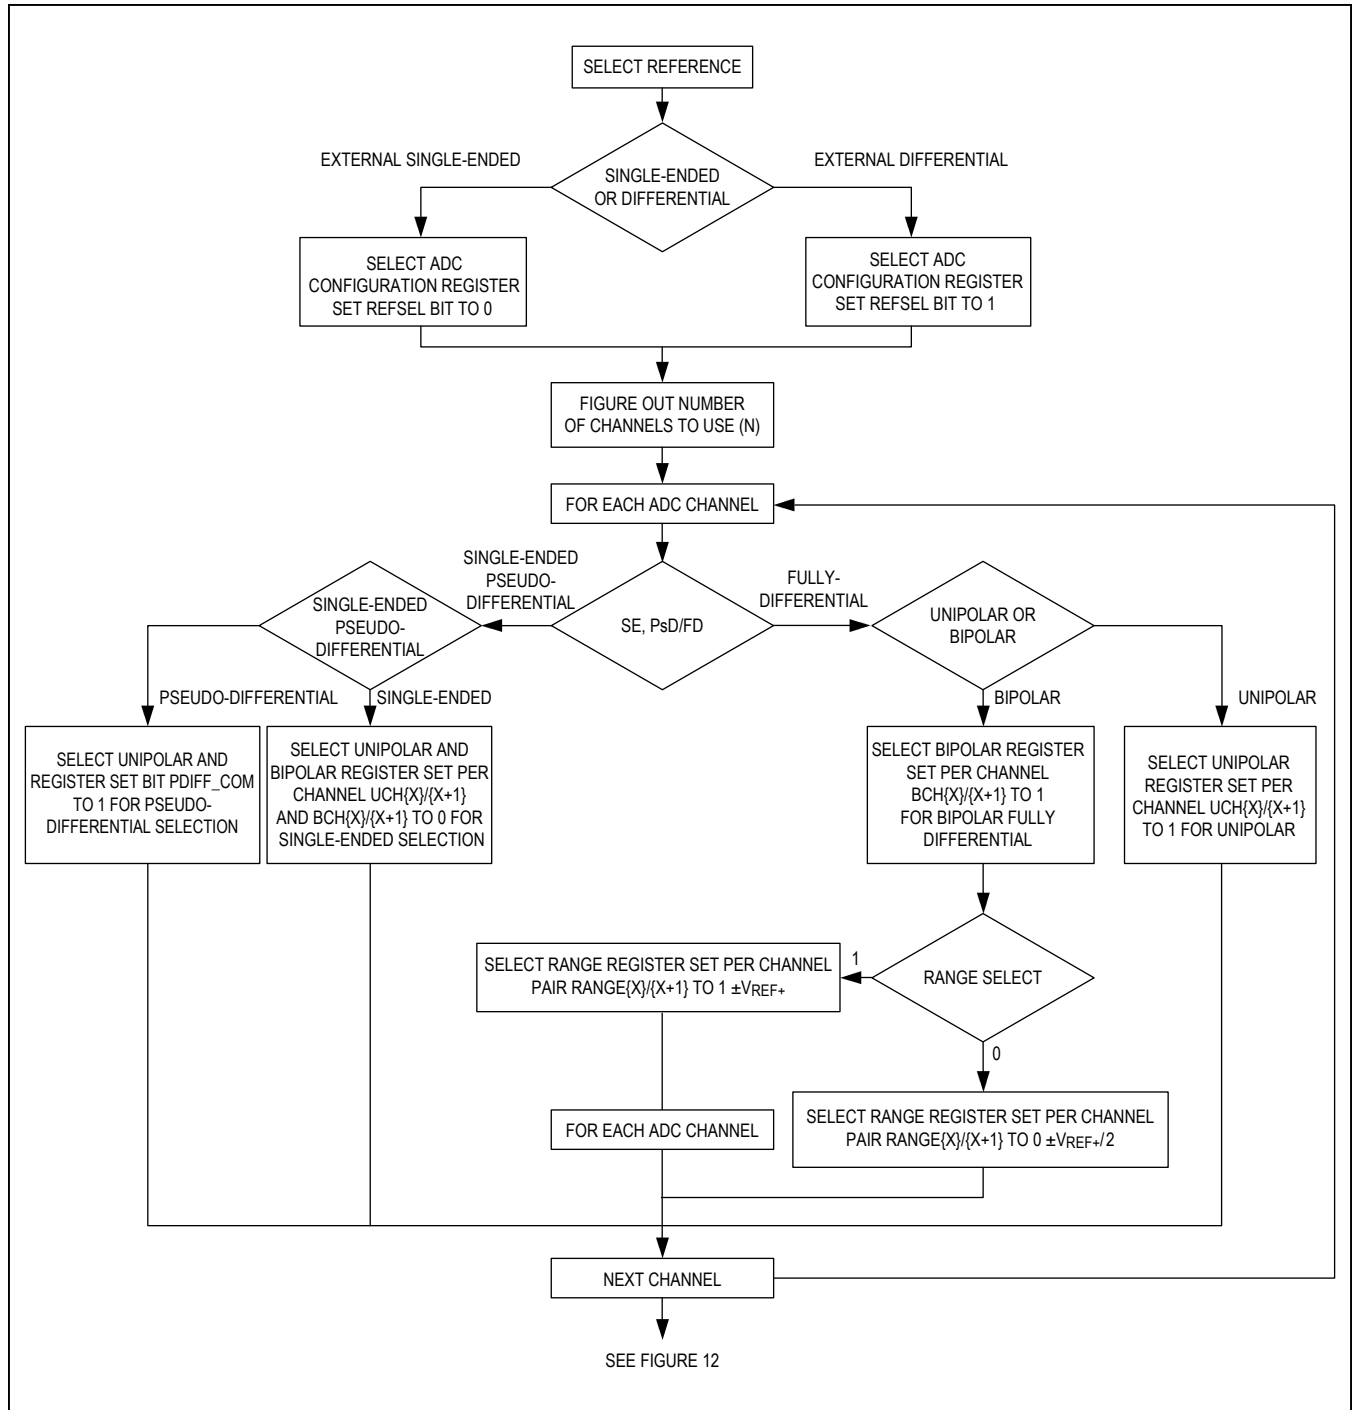 SELECT REFERENCE
EXTERNAL SINGLE-ENDED
EXTERNAL DIFFERENTIAL
SINGLE-ENDED
OR DIFFERENTIAL
SELECT ADC
CONFIGURATION REGISTER
SET REFSEL BIT TO 0
SELECT ADC
CONFIGURATION REGISTER
SET REFSEL BIT TO 1
FIGURE OUT NUMBER
OF CHANNELS TO USE (N)
FOR EACH ADC CHANNEL
SINGLE-ENDED
PSEUDO-
DIFFERENTIAL
FULLY-
DIFFERENTIAL
SINGLE-ENDED
PSEUDO-
DIFFERENTIAL
SE, PsD/FD
UNIPOLAR OR
BIPOLAR
PSEUDO-DIFFERENTIAL
SINGLE-ENDED
BIPOLAR
UNIPOLAR
SELECT UNIPOLAR AND
REGISTER SET BIT PDIFF_COM
TO 1 FOR PSEUDO-
DIFFERENTIAL SELECTION
SELECT UNIPOLAR AND
BIPOLAR REGISTER SET PER
CHANNEL UCH{X}/{X+1}
AND BCH{X}/{X+1} TO 0 FOR
SINGLE-ENDED SELECTION
SELECT BIPOLAR REGISTER
SET PER CHANNEL
BCH{X}/{X+1} TO 1
FOR BIPOLAR FULLY
DIFFERENTIAL
SELECT UNIPOLAR
REGISTER SET PER
CHANNEL UCH{X}/{X+1}
TO 1 FOR UNIPOLAR
SELECT RANGE REGISTER SET PER CHANNEL
PAIR RANGE{X}/{X+1} TO 1 ±VREF+
1
RANGE SELECT
0
FOR EACH ADC CHANNEL
SELECT RANGE REGISTER SET PER CHANNEL
PAIR RANGE{X}/{X+1} TO 0 ±VREF+/2
NEXT CHANNEL
SEE FIGURE 12